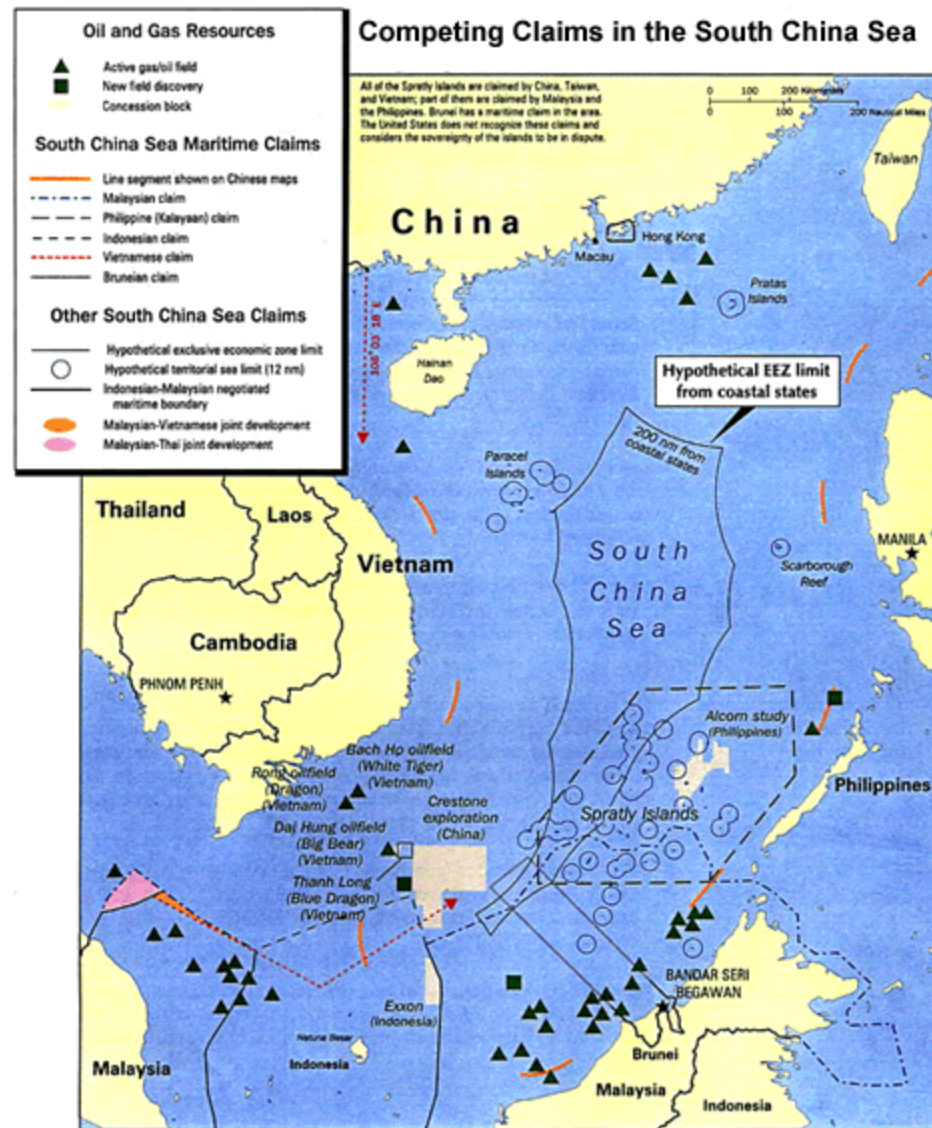 Oil and Gas Resources
Active gas/oil field
New field discovery
Concession block
South China Sea Maritime Claims
Line segment shown on Chinese maps
Malaysian claim
Philippine (Kalayaan) claim
Indonesian claim
Vietnamese claim
Bruneian claim
Other South China Sea Claims
Hypothetical exclusive economic zone limit
Hypothetical territorial sea limit (12 nm)
Indonesian-Malaysian negotiated
maritime boundary
Malaysian-Vietnamese joint development
Malaysian-Thai joint development
Competing Claims in the South China Sea
All of the Spratly Islands are claimed by China, Taiwan,
and Vietnam; part of them are claimed by Malaysia and
the Philippines. Brunei has a maritime claim in the area.
The United States does not recognize these claims and
considers the sovereignty of the islands to be in dispute.
0 100 200 Kilometers
0 100 200 Nautical Miles
Taiwan
China
Hong Kong
Macau
Pratas
Islands
108° 03' 18" E
Hainan
Dao
Hypothetical EEZ limit
from coastal states
200 nm from
coastal states
Paracel
Islands
Thailand
Laos
Vietnam
South
China
Sea
MANILA
Scarborough
Reef
Cambodia
PHNOM PENH
Alcorn study
(Philippines)
Bach Ho oilfield
(White Tiger)
(Vietnam)
Rong oilfield
(Dragon)
(Vietnam)
Philippines
Crestone
exploration
(China)
Spratly Islands
Dai Hung oilfield
(Big Bear)
(Vietnam)
Thanh Long
(Blue Dragon)
(Vietnam)
BANDAR SERI
BEGAWAN
Exxon
(Indonesia)
Natuna Besar
Indonesia
Malaysia
Brunei
Malaysia
Indonesia